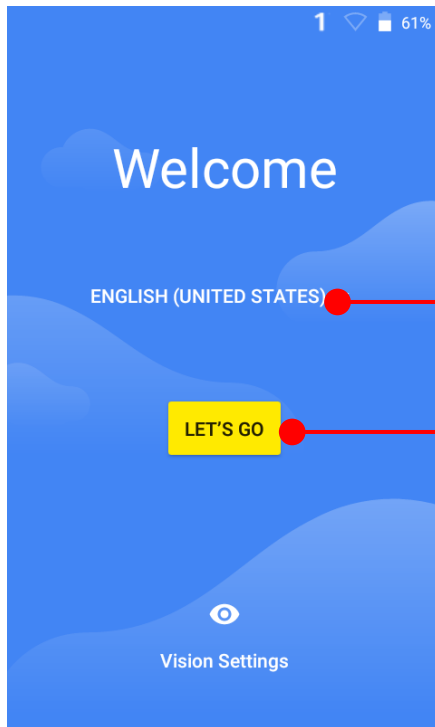 1 61%
Welcome
ENGLISH (UNITED STATES)
LET'S GO
Vision Settings